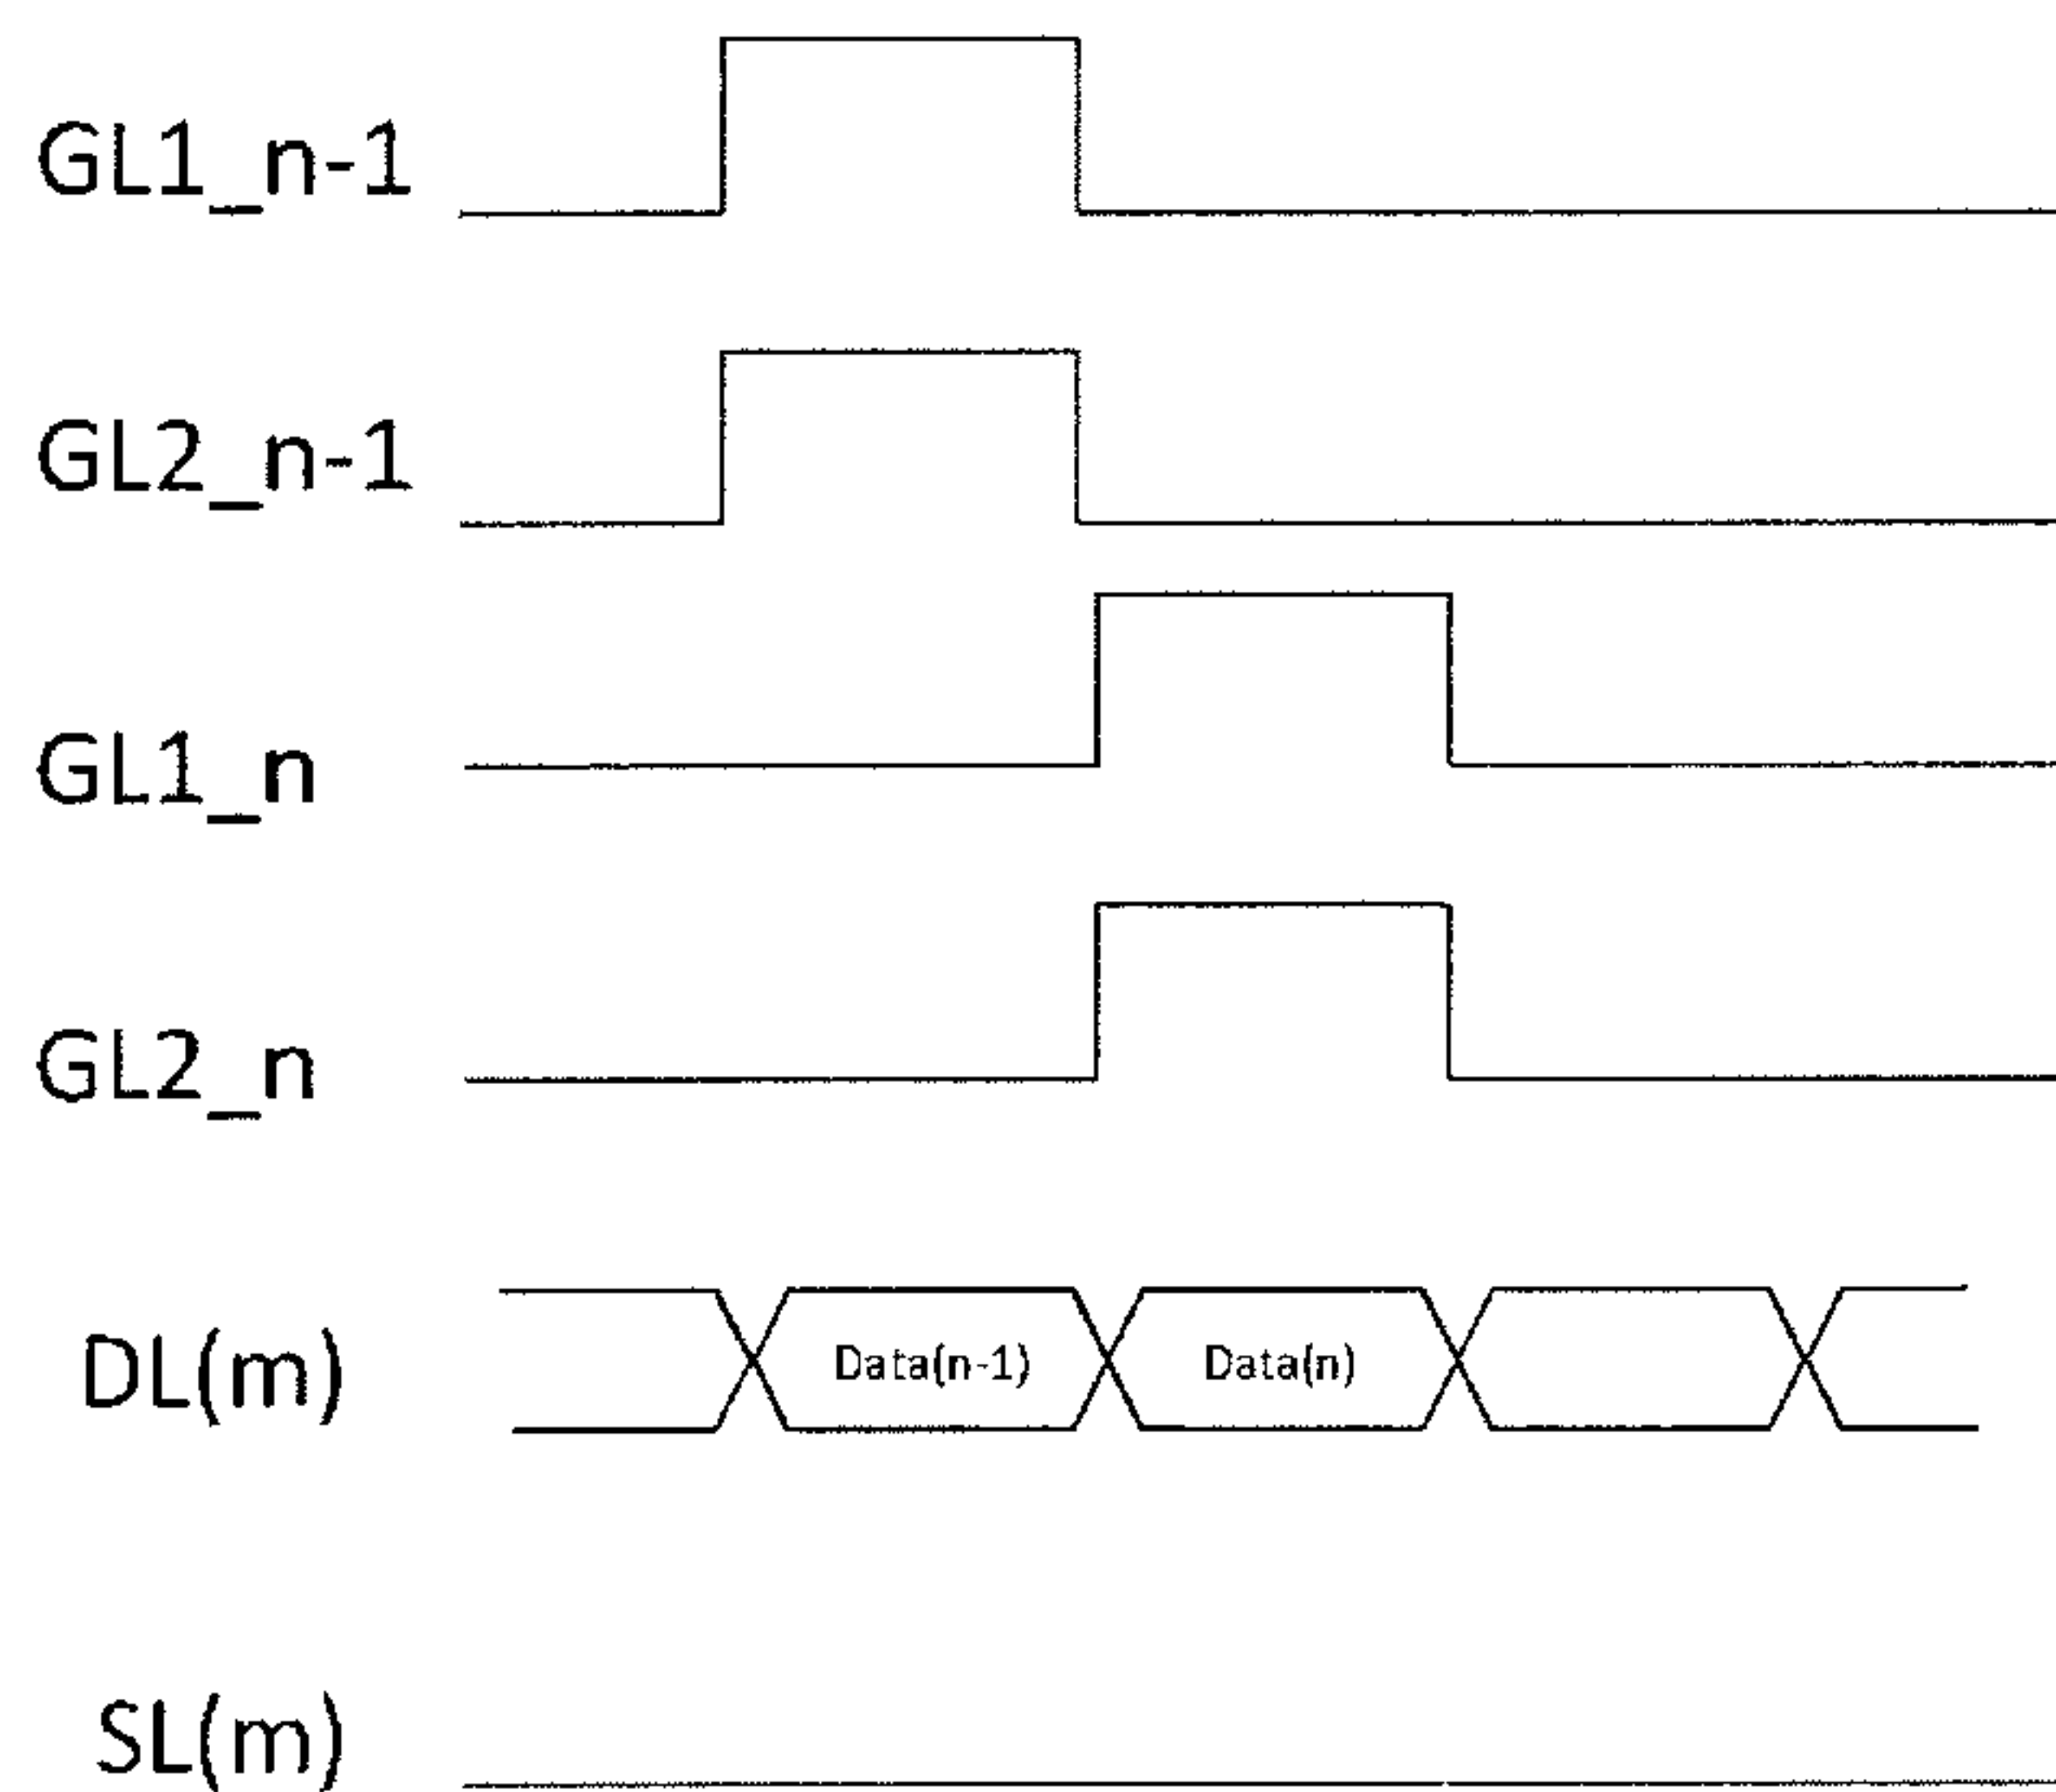 GL1_n-1
GL2_n-1
GL1_n
GL2_n
DL(m) Data(n-1) Data(n)
SL(m)